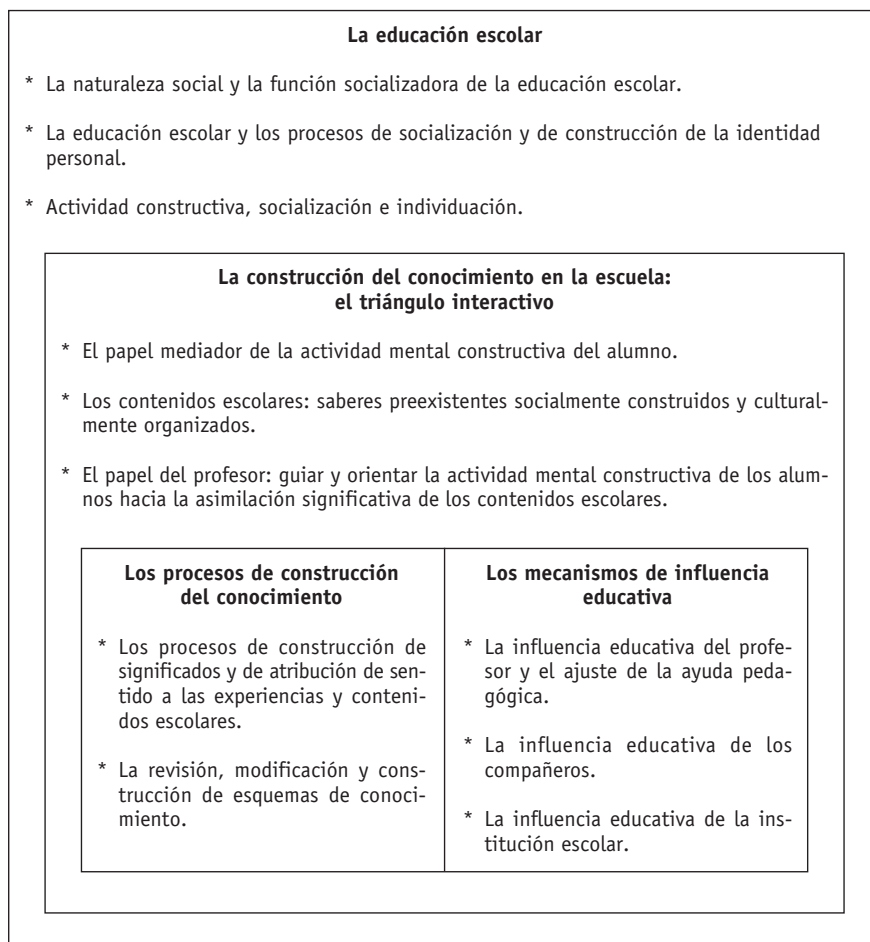 La educación escolar
* La naturaleza social y la función socializadora de la educación escolar.
* La educación escolar y los procesos de socialización y de construcción de la identidad
personal.
* Actividad constructiva, socialización e individuación.
La construcción del conocimiento en la escuela:
el triángulo interactivo
* El papel mediador de la actividad mental constructiva del alumno.
* Los contenidos escolares: saberes preexistentes socialmente construidos y cultural-
mente organizados.
* El papel del profesor: guiar y orientar la actividad mental constructiva de los alum-
nos hacia la asimilación significativa de los contenidos escolares.
Los procesos de construcción
del conocimiento
* Los procesos de construcción de
significados y de atribución de sen-
tido a las experiencias y conteni-
dos escolares.
* La revisión, modificación y cons-
trucción de esquemas de conoci-
miento.
Los mecanismos de influencia
educativa
* La influencia educativa del profe-
sor y el ajuste de la ayuda peda-
gógica.
* La influencia educativa de los
compañeros.
* La influencia educativa de la ins-
titución escolar.